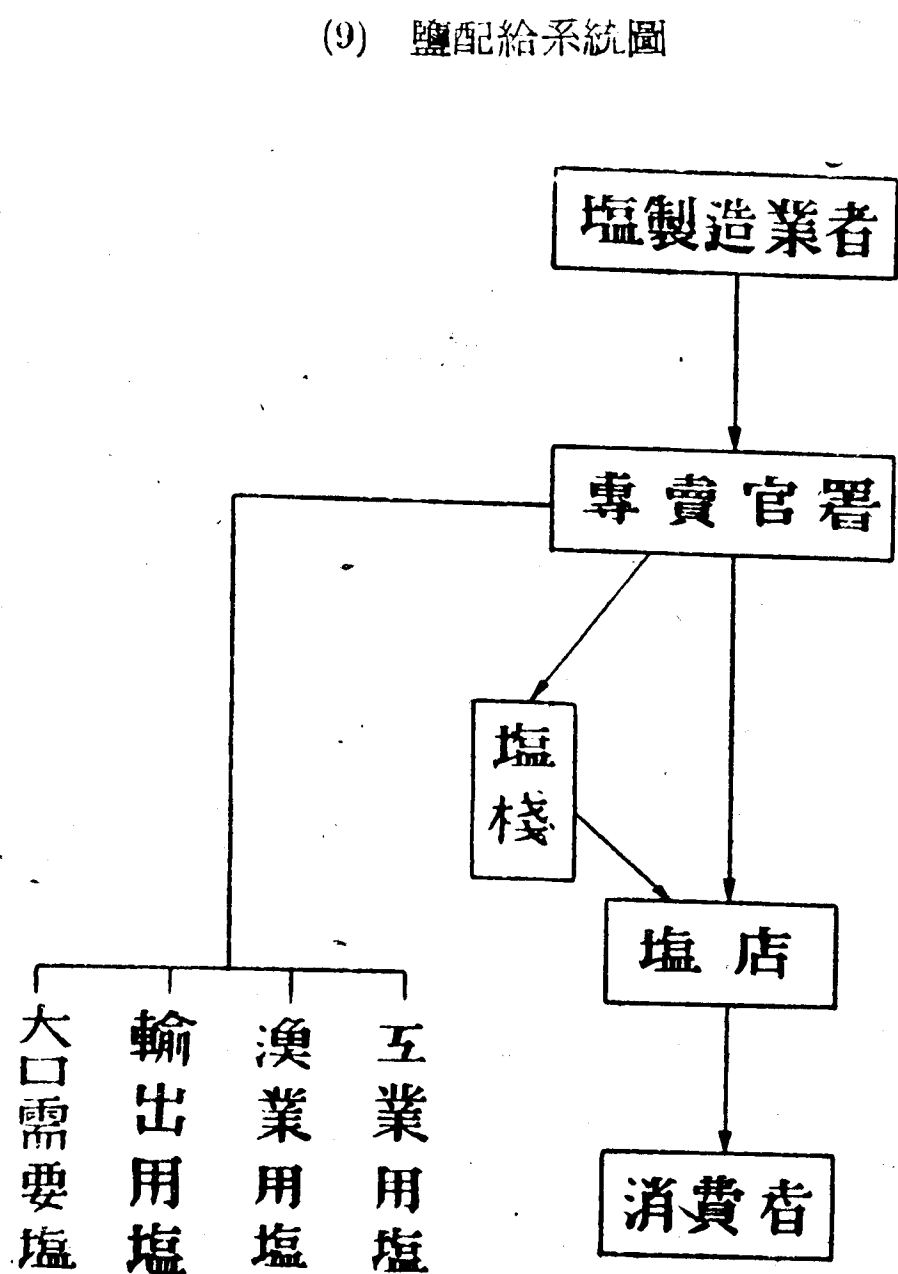 (9) 鹽配給系統圖
塩製造業者
專賣官署
塩栈
塩店
消費者
工業用塩
漁業用塩
輸出用塩
大口需要塩